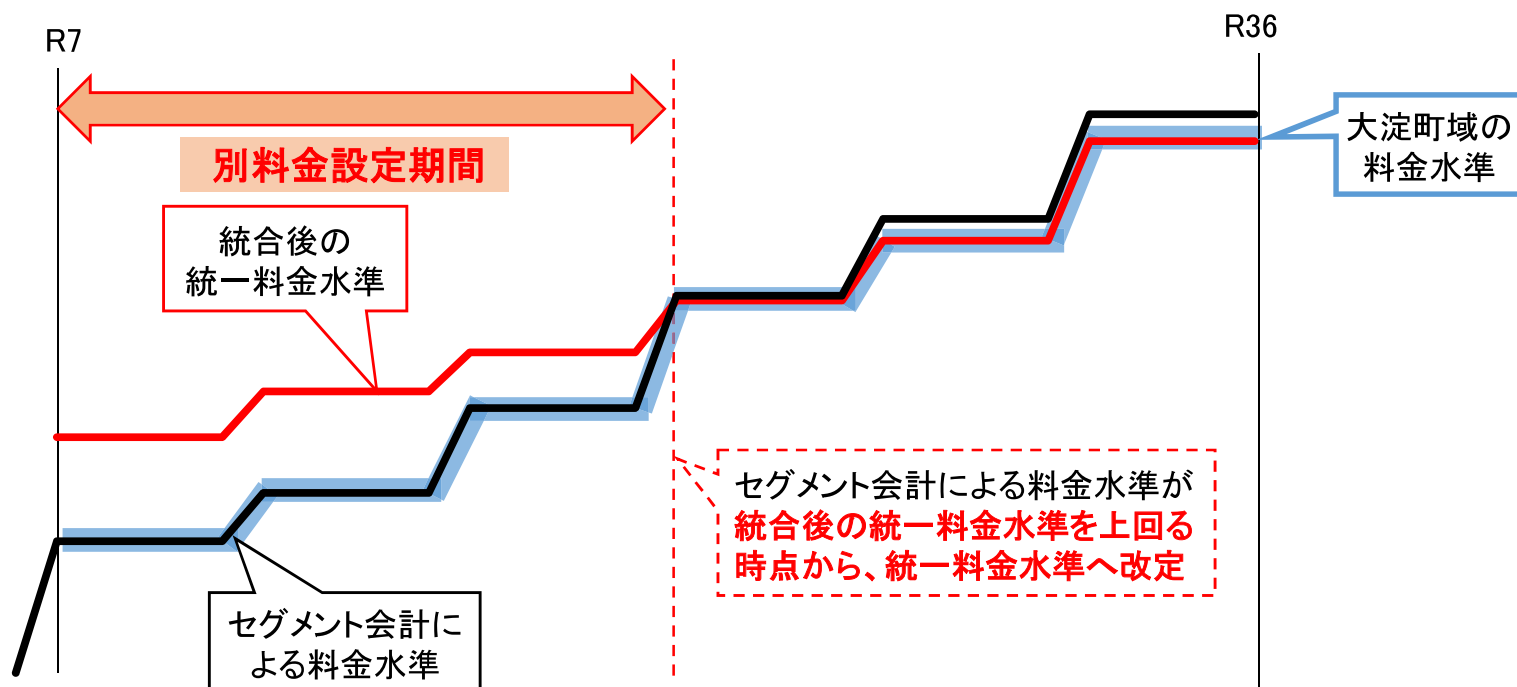 R7
R36
別料金設定期間
大淀町域の
料金水準
統合後の
統一料金水準
セグメント会計による料金水準が
統合後の統一料金水準を上回る
時点から、統一料金水準へ改定
セグメント会計に
よる料金水準